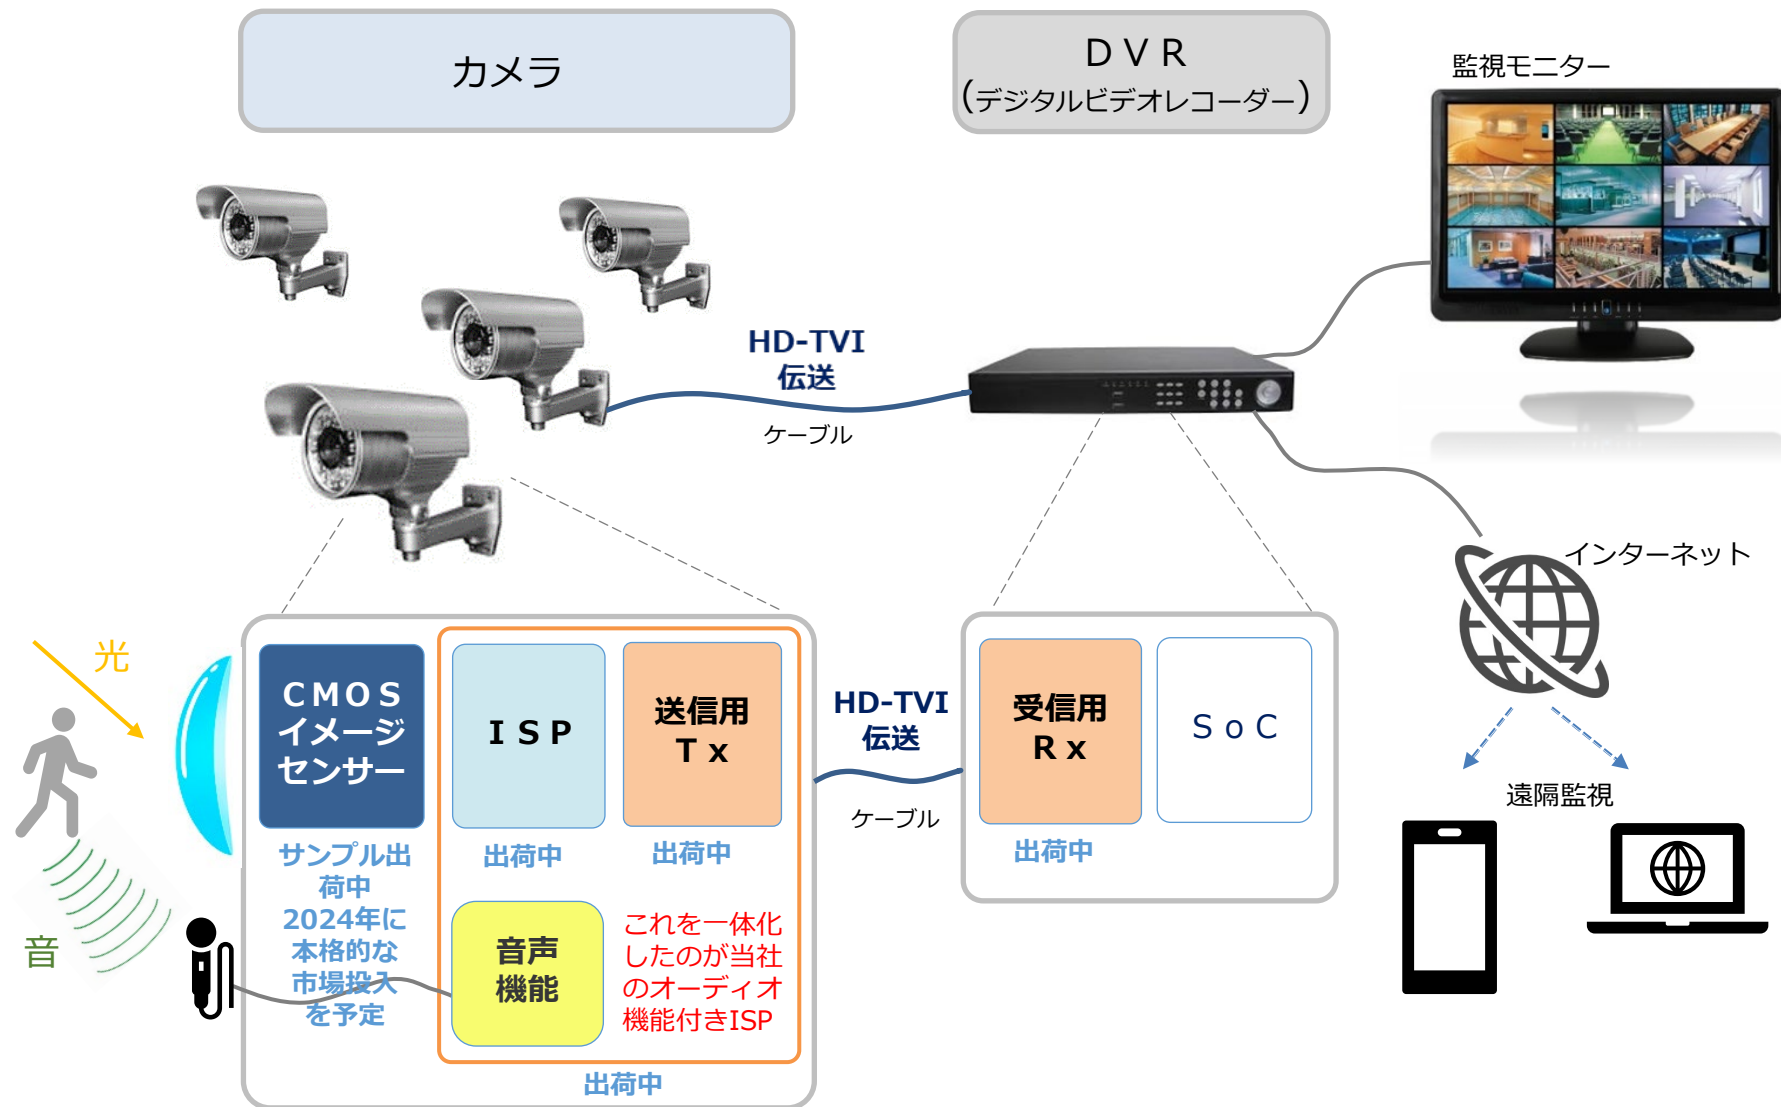 カメラ
ＤＶＲ
(デジタルビデオレコーダー)
監視モニター
HD-TVI
伝送
ケーブル
インターネット
光
ＣＭＯＳ
イメージ
センサー
ＩＳＰ
送信用
Ｔｘ
HD-TVI
伝送
ケーブル
受信用
Ｒｘ
ＳｏＣ
遠隔監視
サンプル出
荷中
2024年に
本格的な
市場投入
を予定
出荷中
出荷中
出荷中
音
音声
機能
これを一体化
したのが当社
のオーディオ
機能付きISP
出荷中